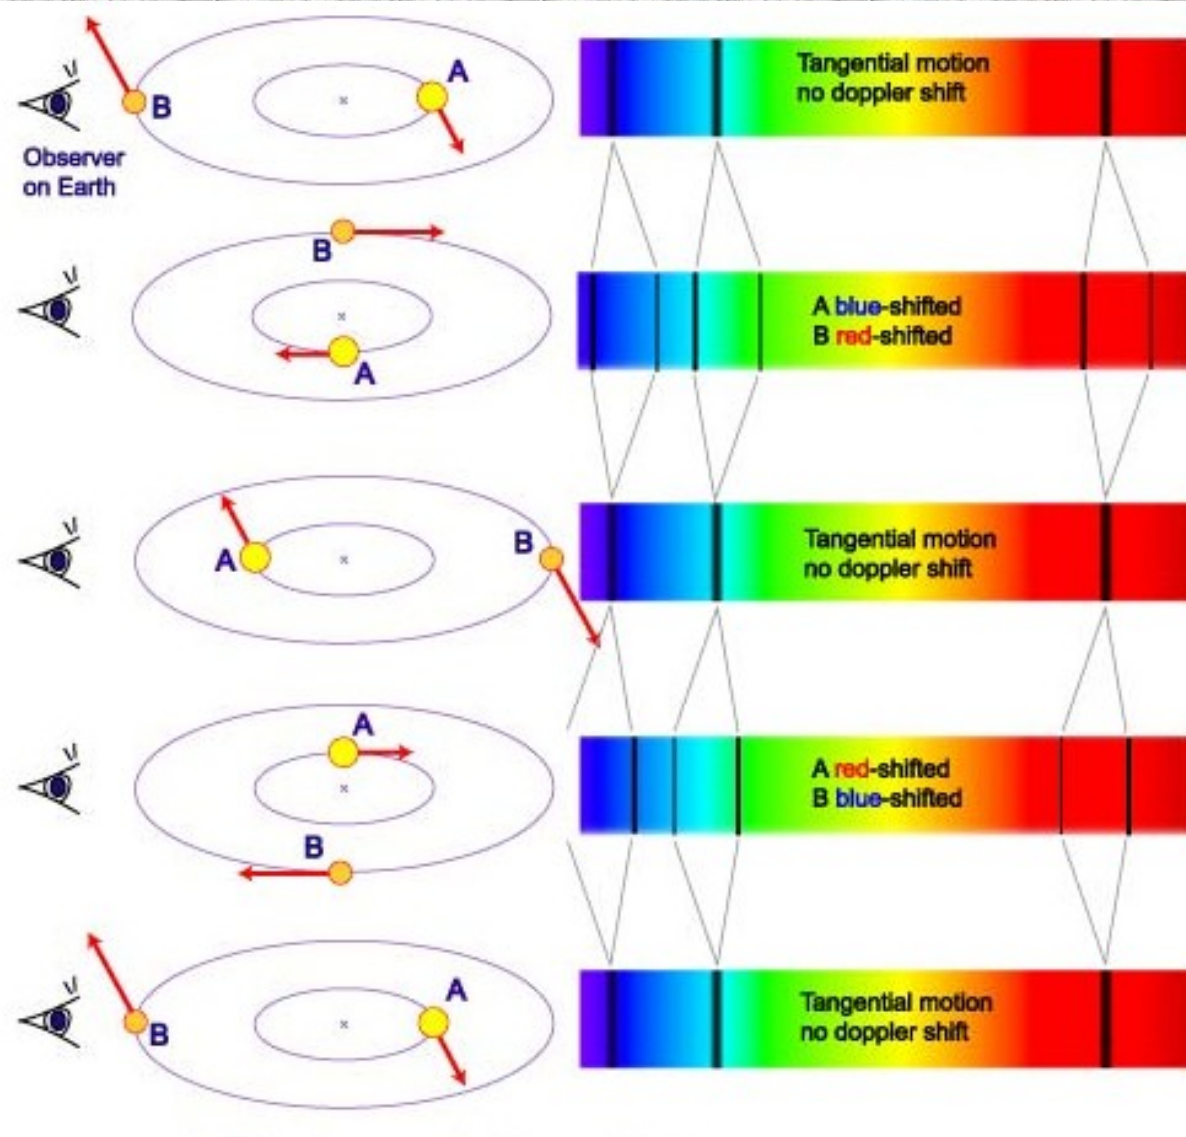 A
B
Observer
on Earth
Tangential motion
no doppler shift
B
A
A blue-shifted
B red-shifted
A
B
Tangential motion
no doppler shift
A
B
A red-shifted
B blue-shifted
A
B
Tangential motion
no doppler shift